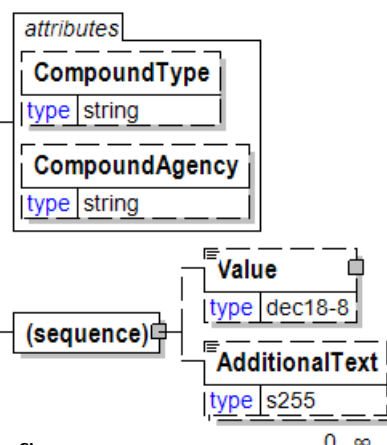 attributes
CompoundType
type string
CompoundAgency
type string
Value
type dec18-8
(sequence)
AdditionalText
type s255
0 ∞